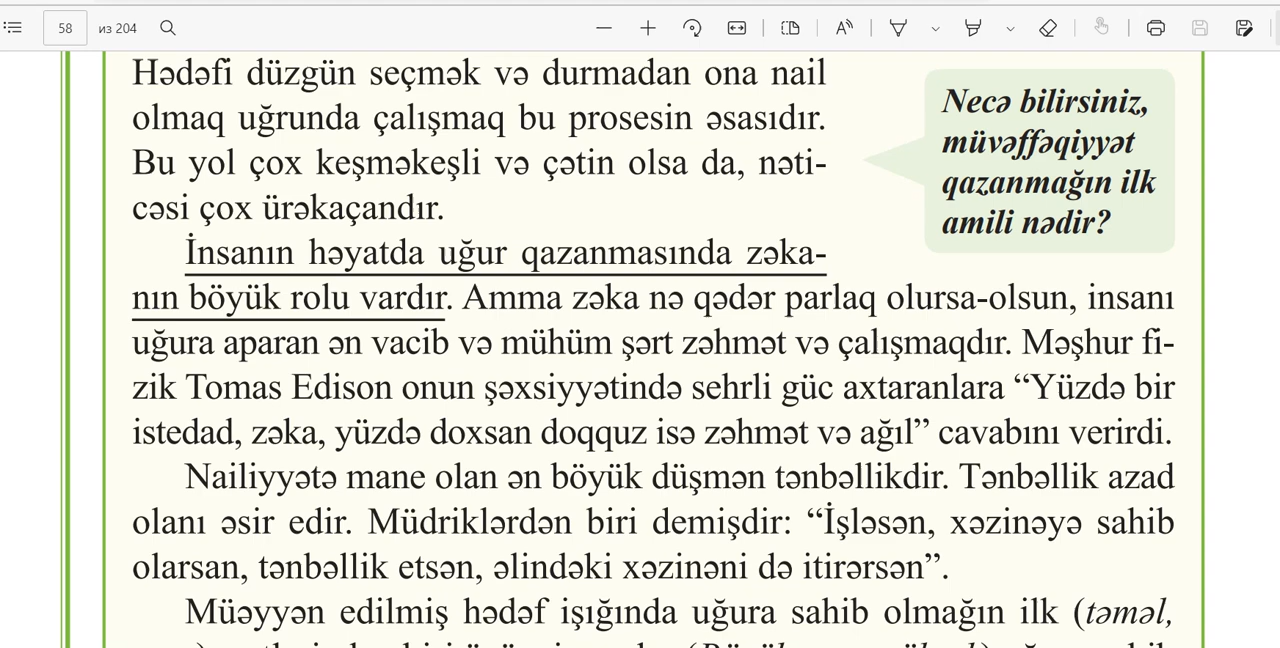 58 из 204
Hədəfi düzgün seçmək və durmadan ona nail
olmaq uğrunda çalışmaq bu prosesin əsasıdır.
Bu yol çox keşməkeşli və çətin olsa da, nəti-
cəsi çox ürəkaçandır.
Necə bilirsiniz,
müvəffəqiyyət
qazanmağın ilk
amili nədir?
İnsanın həyatda uğur qazanmasında zəka-
nın böyük rolu vardır. Amma zəka nə qədər parlaq olursa-olsun, insanı
uğura aparan ən vacib və mühüm şərt zəhmət və çalışmaqdır. Məşhur fi-
zik Tomas Edison onun şəxsiyyətində sehrli güc axtaranlara “Yüzdə bir
istedad, zəka, yüzdə doxsan doqquz isə zəhmət və ağıl” cavabını verirdi.
Nailiyyətə mane olan ən böyük düşmən tənbəllikdir. Tənbəllik azad
olanı əsir edir. Müdriklərdən biri demişdir: “İşləsən, xəzinəyə sahib
olarsan, tənbəllik etsən, əlindəki xəzinəni də itirərsən”.
Müəyyən edilmiş hədəf işığında uğura sahib olmağın ilk (təməl,